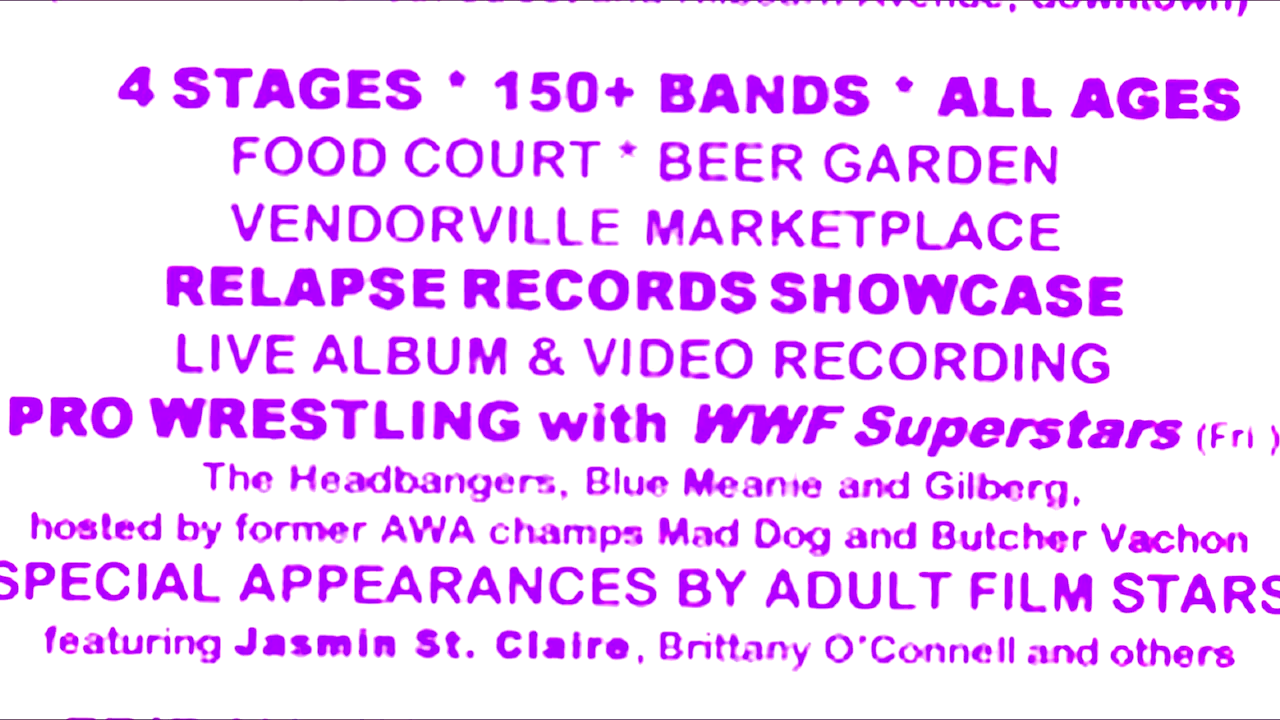 4 STAGES * 150+ BANDS * ALL AGES
FOOD COURT * BEER GARDEN
VENDORVILLE MARKETPLACE
RELAPSE RECORDS SHOWCASE
LIVE ALBUM & VIDEO RECORDING
PRO WRESTLING with WWF Superstars (Fri )
The Headbangers, Blue Meanie and Gilberg,
hosted by former AWA champs Mad Dog and Butcher Vachon
SPECIAL APPEARANCES BY ADULT FILM STARS
featuring Jasmin St. Claire, Brittany O'Connell and others